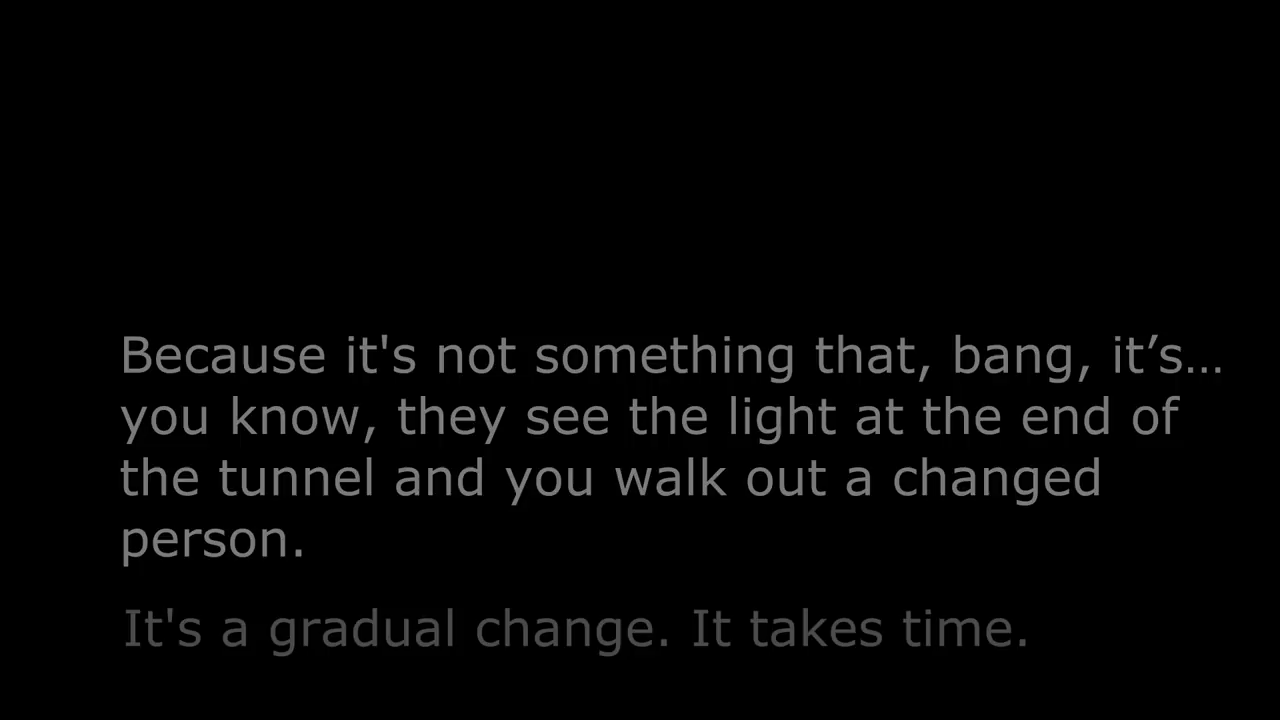 Because it's not something that, bang, it’s…
you know, they see the light at the end of
the tunnel and you walk out a changed
person.
It's a gradual change. It takes time.